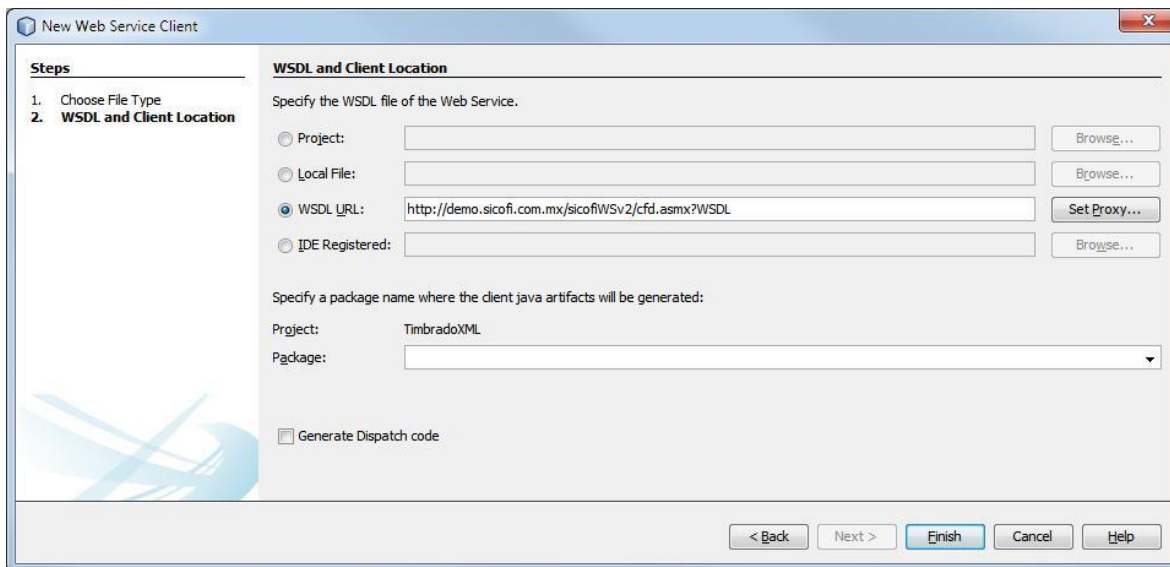 New Web Service Client
Steps
1. Choose File Type
2. WSDL and Client Location
WSDL and Client Location
Specify the WSDL file of the Web Service.
Project: Browse...
Local File: Browse...
WSDL URL: http://demo.sicofi.com.mx/sicofiWSv2/cfd.asmx?WSDL Set Proxy...
IDE Registered: Browse...
Specify a package name where the client java artifacts will be generated:
Project: TimbradoXML
Package:
Generate Dispatch code
< Back Next > Finish Cancel Help